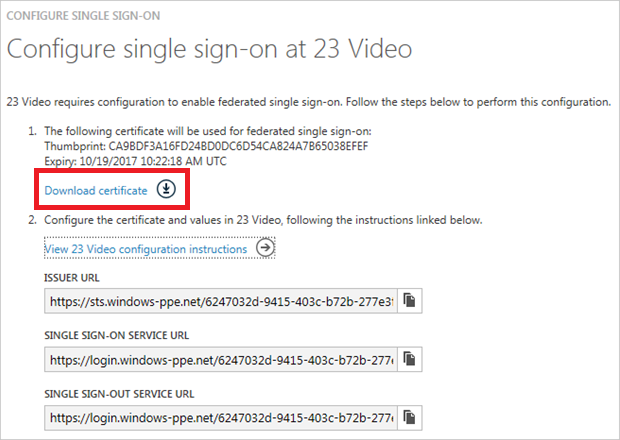 CONFIGURE SINGLE SIGN-ON
Configure single sign-on at 23 Video
23 Video requires configuration to enable federated single sign-on. Follow the steps below to perform this configuration.
1. The following certificate will be used for federated single sign-on:
Thumbprint: CA9BDF3A16FD24BD0DC6D54CA824A7B65038EFEF
Expiry: 10/19/2017 10:22:18 AM UTC
Download certificate
2. Configure the certificate and values in 23 Video, following the instructions linked below.
View 23 Video configuration instructions
ISSUER URL
https://sts.windows-ppe.net/6247032d-9415-403c-b72b-277e3f
SINGLE SIGN-ON SERVICE URL
https://login.windows-ppe.net/6247032d-9415-403c-b72b-277e
SINGLE SIGN-OUT SERVICE URL
https://login.windows-ppe.net/6247032d-9415-403c-b72b-277e